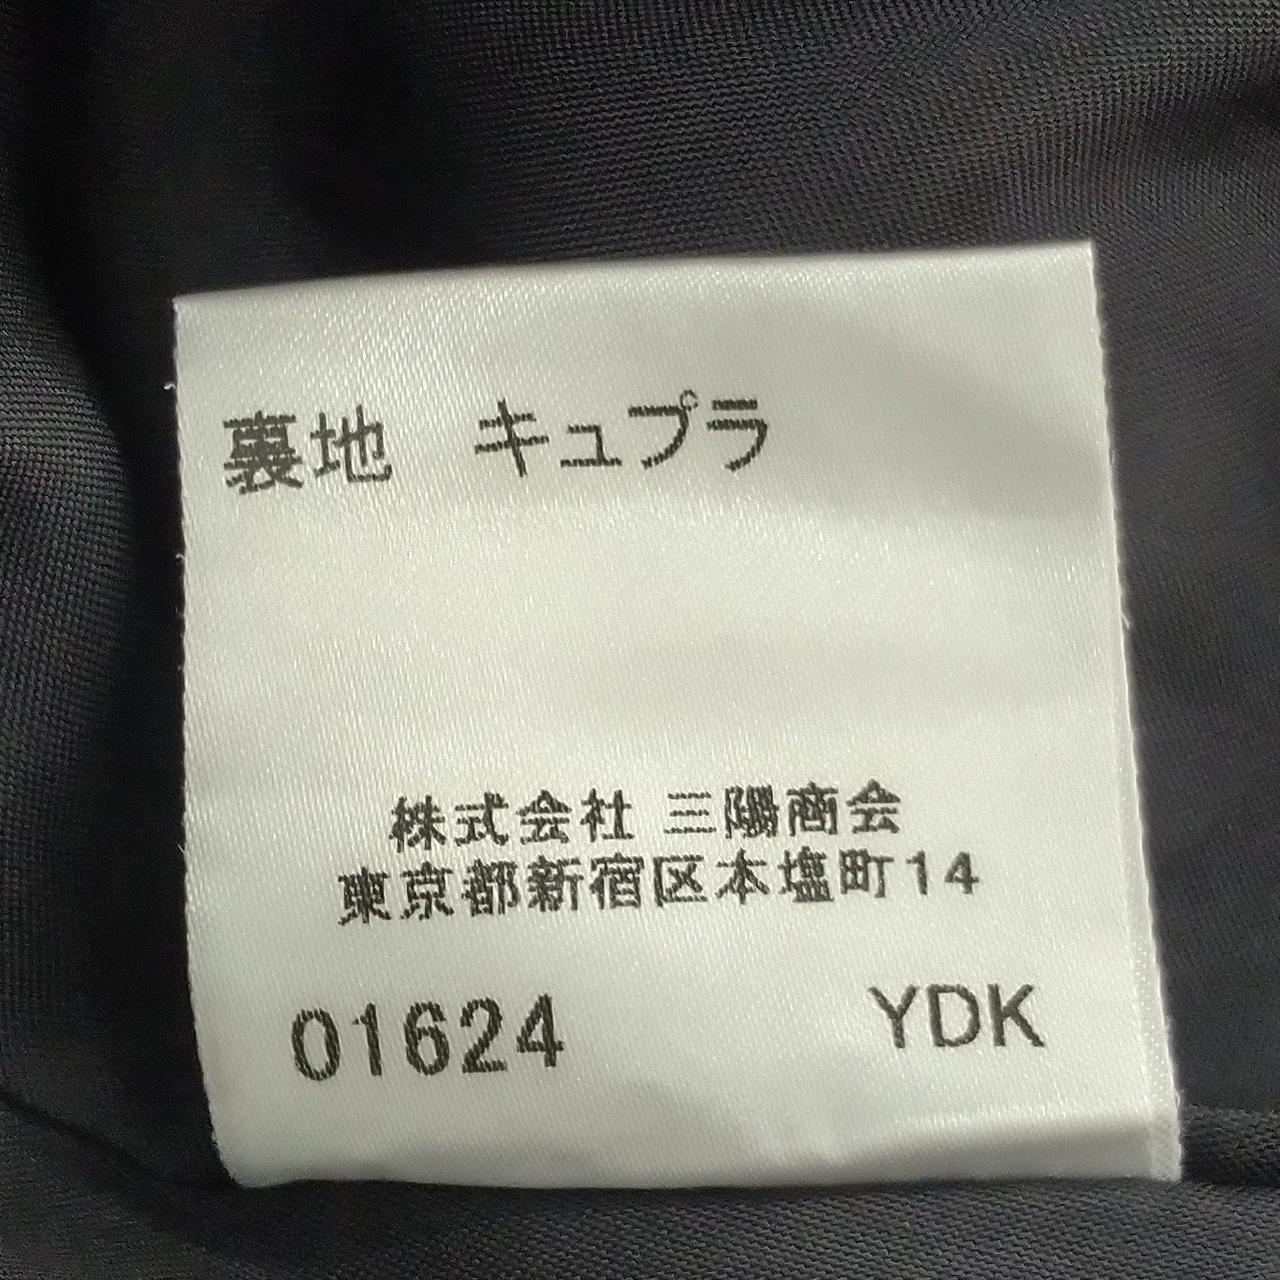 裏地　キュプラ
株式会社 三陽商会
東京都新宿区本塩町14
01624 YDK